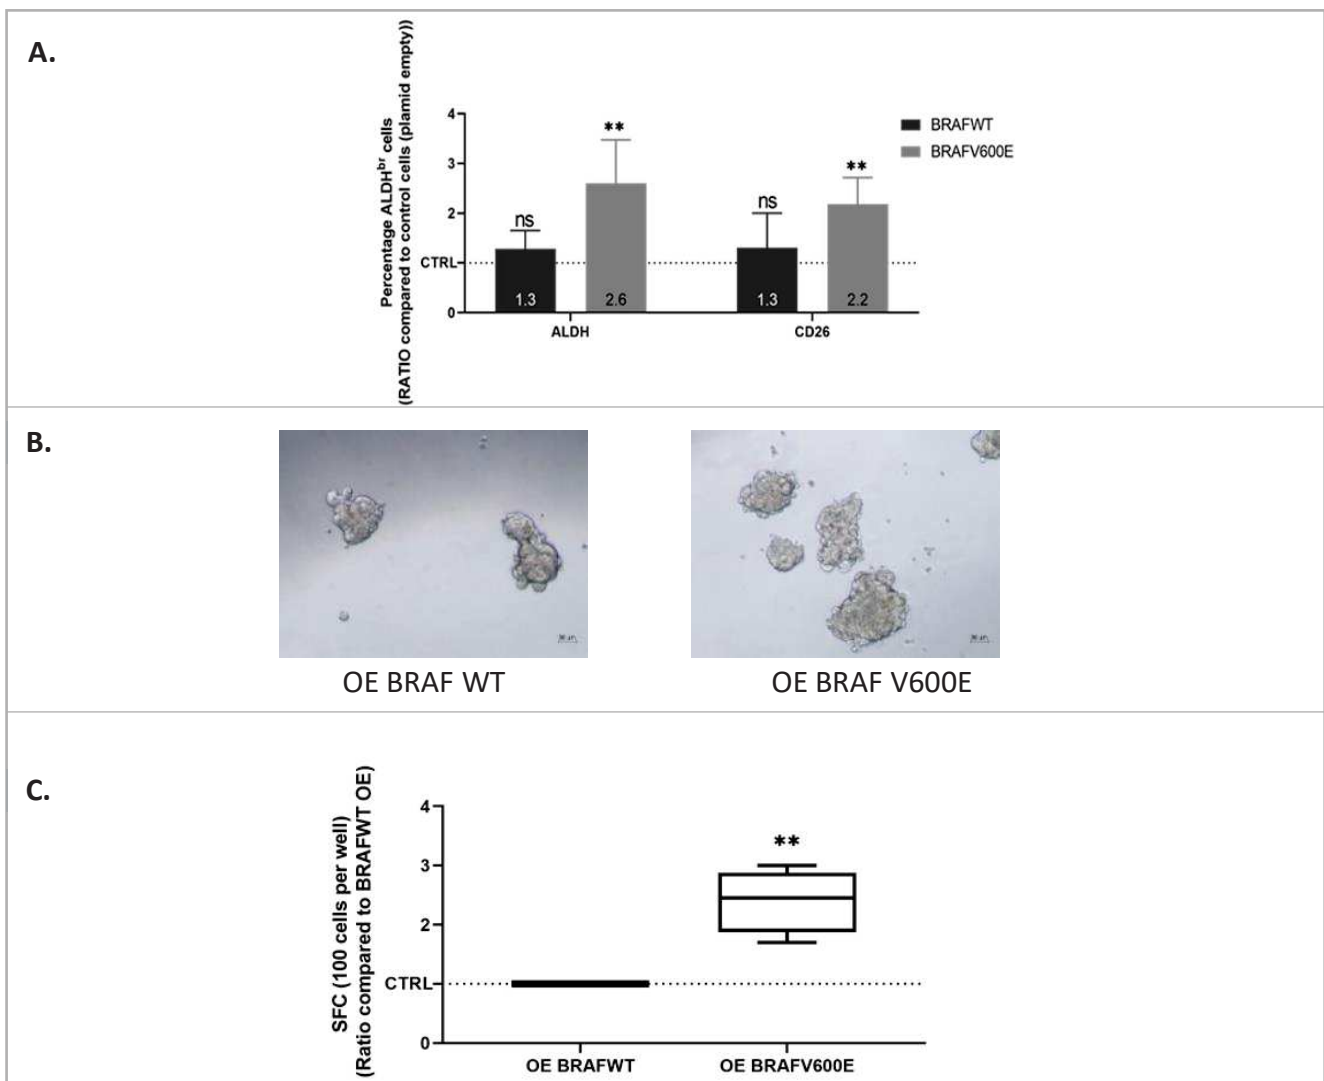 A.
Percentage ALDHbr cells
(RATIO compared to control cells (plamid empty))
4
3
2
CTRL
0
ns
**
ns
**
1.3
2.6
1.3
2.2
ALDH
CD26
BRAFWT
BRAFV600E
B.
OE BRAF WT
OE BRAF V600E
C.
SFC (100 cells per well)
(Ratio compared to BRAFWT OE)
4
3
2
CTRL
0
**
OE BRAFWT
OE BRAFV600E